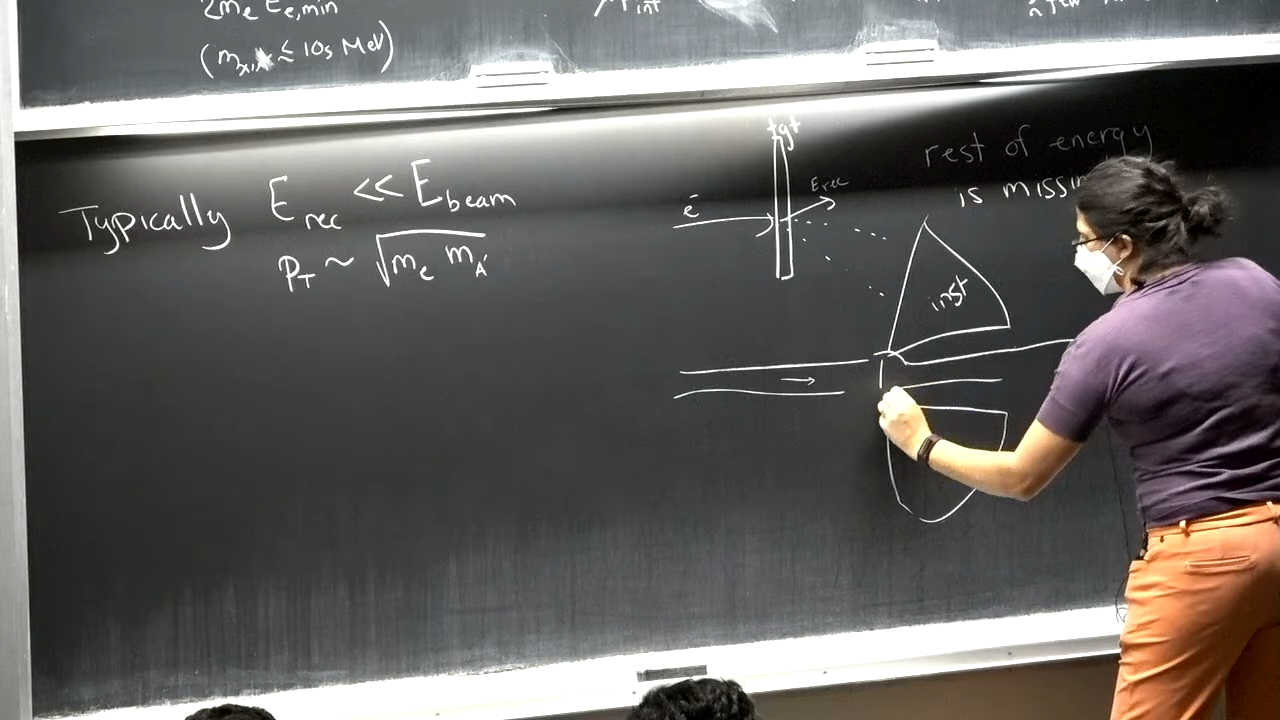 2me Ee,min
(mx,A' ≲ 10s MeV)
Typically Erec << Ebeam
pT ~ √me mA'
tgt
e-
Erec
rest of energy
is
inst